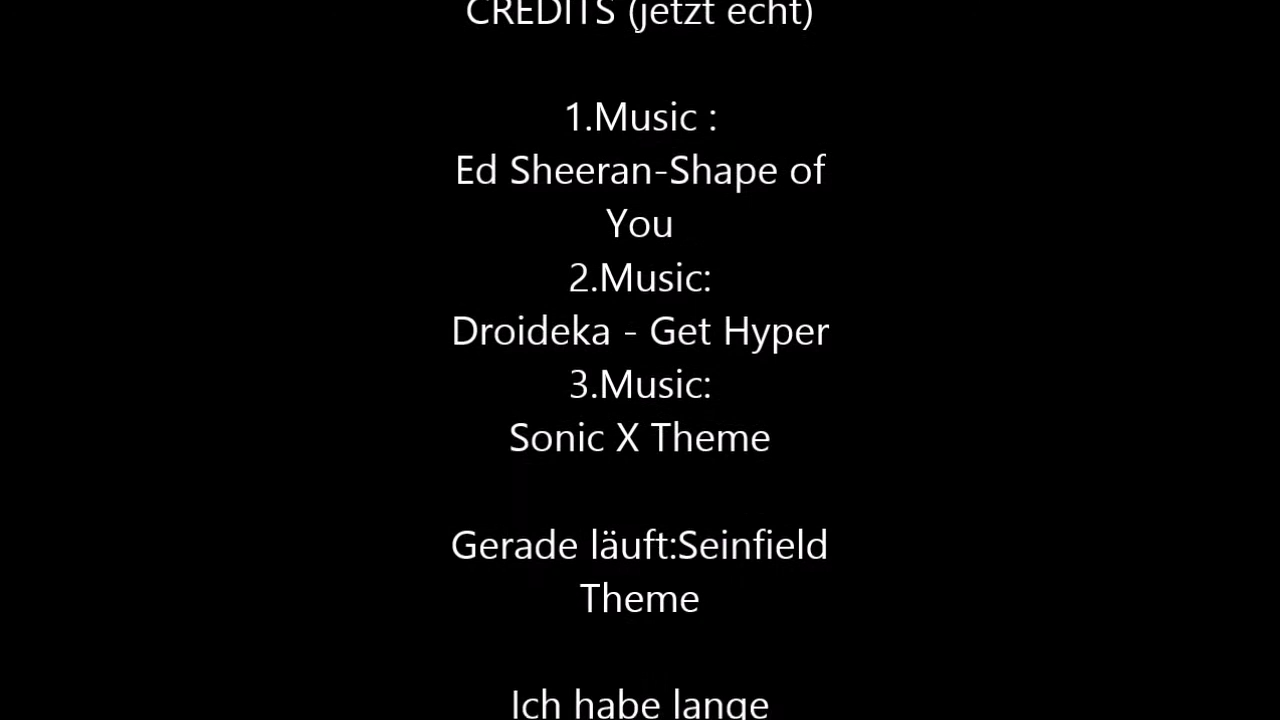 CREDITS (jetzt echt)
1.Music :
Ed Sheeran-Shape of
You
2.Music:
Droideka - Get Hyper
3.Music:
Sonic X Theme
Gerade läuft:Seinfield
Theme
Ich habe lange